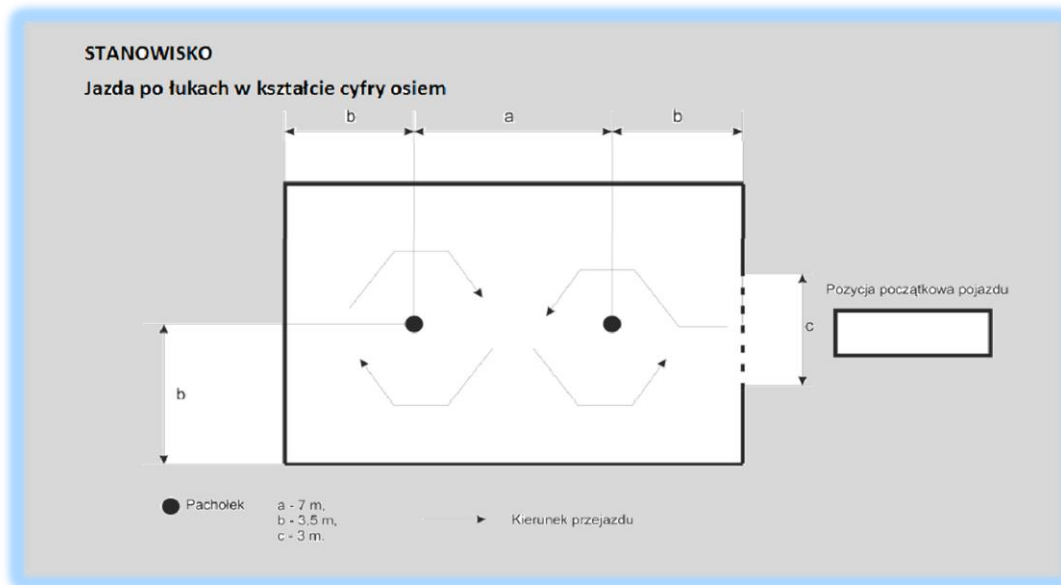 STANOWISKO
Jazda po łukach w kształcie cyfry osiem
b a b
Pozycja początkowa pojazdu
c
b
Pachołek
a - 7 m,
b - 3,5 m,
c - 3 m.
Kierunek przejazdu